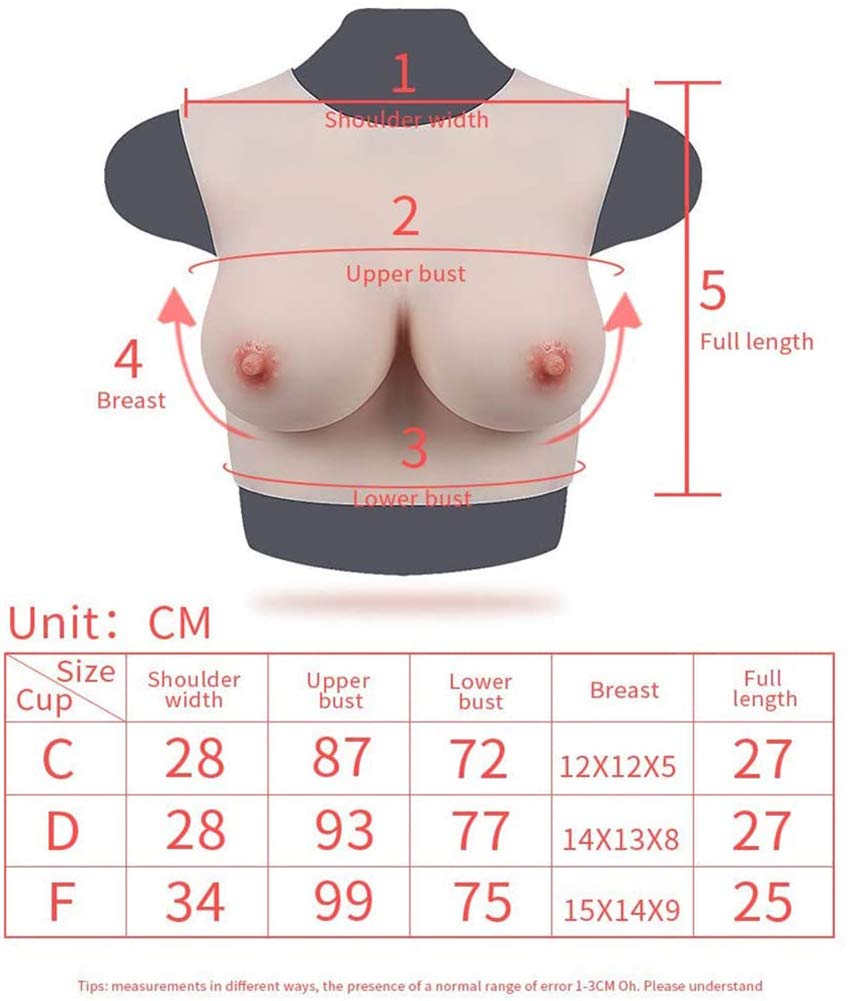 1
Shoulder width
2
Upper bust
5
Full length
4
Breast
3
Lower bust
Unit: CM
Size
Cup
Shoulder
width
Upper
bust
Lower
bust
Breast
Full
length
C 28 87 72 12X12X5 27
D 28 93 77 14X13X8 27
F 34 99 75 15X14X9 25
Tips: measurements in different ways, the presence of a normal range of error 1-3CM Oh. Please understand